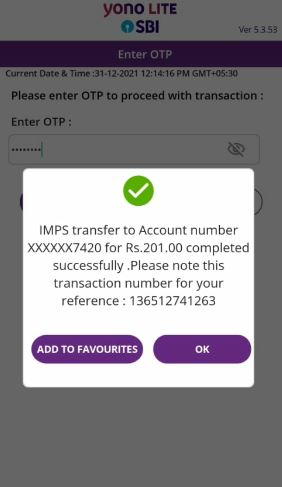 yono LITE
SBI
Ver 5.3.53
Enter OTP
Current Date & Time :31-12-2021 12:14:16 PM GMT+05:30
Please enter OTP to proceed with transaction :
Enter OTP :
••••••••
IMPS transfer to Account number
XXXXXX7420 for Rs.201.00 completed
successfully .Please note this
transaction number for your
reference : 136512741263
ADD TO FAVOURITES
OK